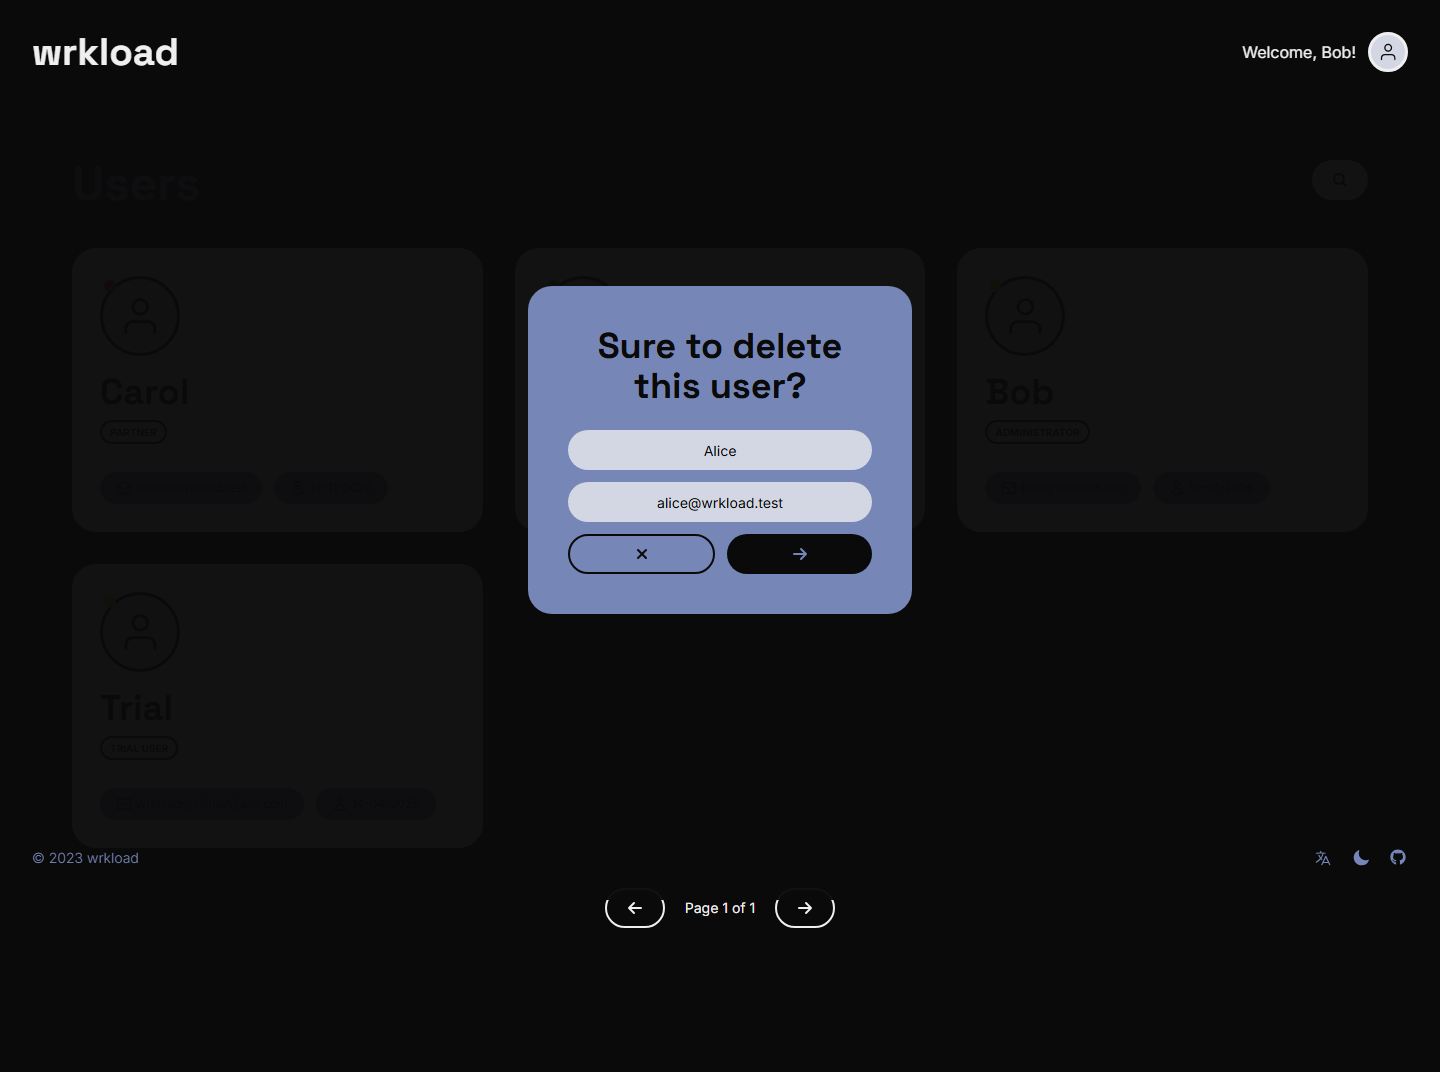 wrkload
Welcome, Bob!
Users
Carol
PARTNER
Bob
ADMINISTRATOR
Sure to delete
this user?
Alice
alice@wrkload.test
Trial
TRIAL USER
© 2023 wrkload
Page 1 of 1